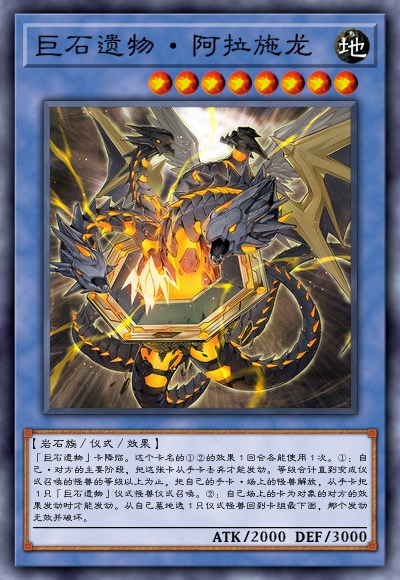 巨石遗物·阿拉施龙
地
【岩石族/仪式/效果】
「巨石遗物」卡降临。这个卡名的①②的效果1回合各能使用1次。①:自
己·对方的主要阶段,把这张卡从手卡丢弃才能发动。等级合计直到变成仪
式召唤的怪兽的等级以上为止,把自己的手卡·场上的怪兽解放,从手卡把
1只「巨石遗物」仪式怪兽仪式召唤。②:自己场上的卡为对象的对方的效
果发动时才能发动。从自己墓地选1只仪式怪兽回到卡组最下面,那个发动
无效并破坏。
ATK/2000 DEF/3000